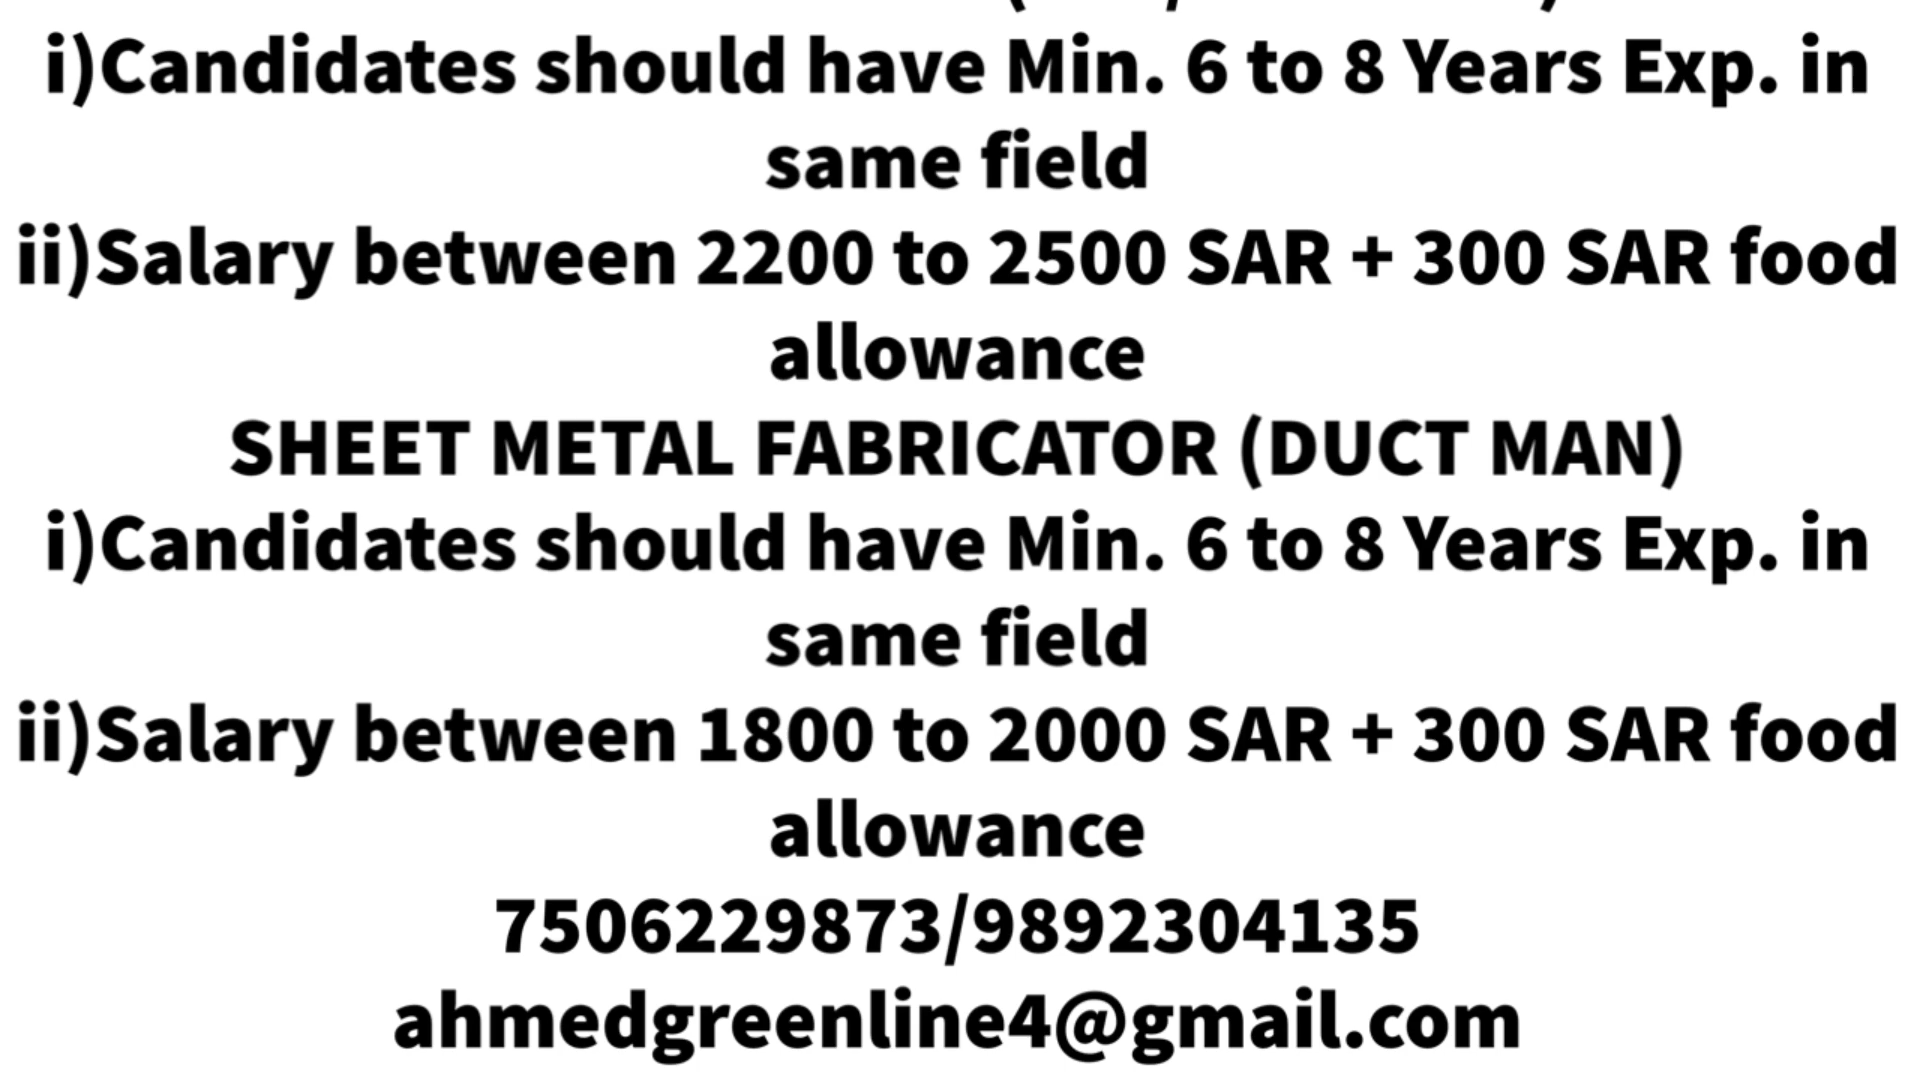 i)Candidates should have Min. 6 to 8 Years Exp. in
same field
ii)Salary between 2200 to 2500 SAR + 300 SAR food
allowance
SHEET METAL FABRICATOR (DUCT MAN)
i)Candidates should have Min. 6 to 8 Years Exp. in
same field
ii)Salary between 1800 to 2000 SAR + 300 SAR food
allowance
7506229873/9892304135
ahmedgreenline4@gmail.com